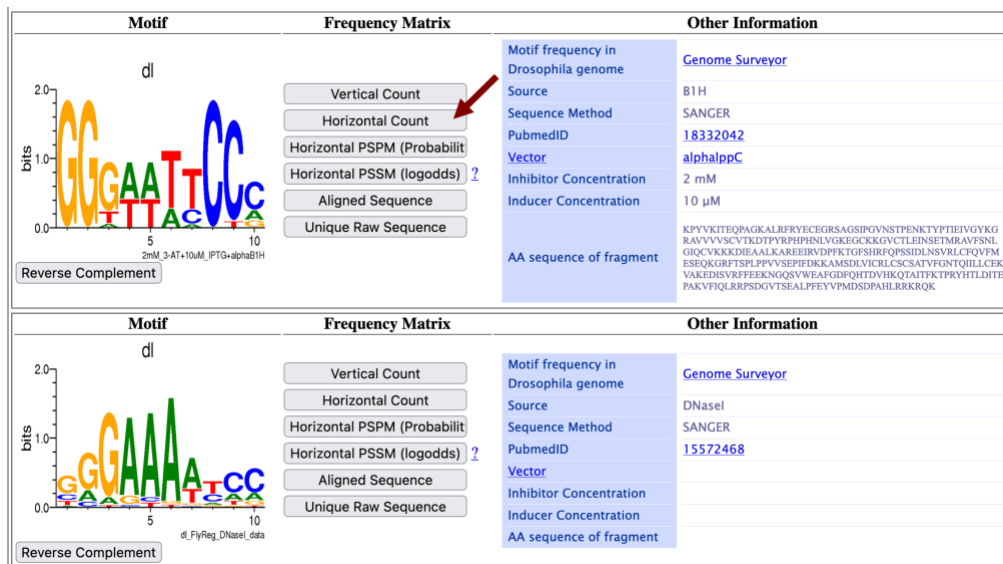 Motif Frequency Matrix Other Information
dl
2.0
1.0
0.0
bits
5 10
2mM_3-AT+10uM_IPTG+alphaB1H
Reverse Complement
Vertical Count
Horizontal Count
Horizontal PSPM (Probabilit
Horizontal PSSM (logodds) ?
Aligned Sequence
Unique Raw Sequence
Motif frequency in
Drosophila genome Genome Surveyor
Source B1H
Sequence Method SANGER
PubmedID 18332042
Vector alphalppC
Inhibitor Concentration 2 mM
Inducer Concentration 10 µM
AA sequence of fragment
KPYVKITEQPAGKALRFRYECEGRSAGSIPGVNSTPENKTYPTIEIVGYKG
RAVVVVSCVTKDTPYRPHPHNLVGKEGCKKGVCTLEINSETMRAVFSNL
GIQCVKKKDIEAALKAREEIRVDPFKTGFSHRFQPSSIDLNSVRLCFQVFM
ESEQKGRFTSPLPPVVSEPIFDKKAMSDLVICRLCSCSATVFGNTQIILLCEK
VAKEDISVRFFEEKNGQSVWEAFGDFQHTDVHKQTAITFKTPRYHTLDITE
PAKVFIQLRRPSDGVTSEALPFEYVPMDSDPAHLRRKRQK
Motif Frequency Matrix Other Information
dl
2.0
1.0
0.0
bits
5 10
dl_FlyReg_DNaseI_data
Reverse Complement
Vertical Count
Horizontal Count
Horizontal PSPM (Probabilit
Horizontal PSSM (logodds) ?
Aligned Sequence
Unique Raw Sequence
Motif frequency in
Drosophila genome Genome Surveyor
Source DNaseI
Sequence Method SANGER
PubmedID 15572468
Vector
Inhibitor Concentration
Inducer Concentration
AA sequence of fragment